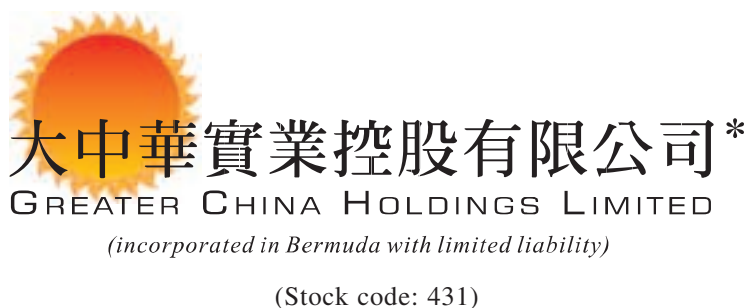 大中華實業控股有限公司*
GREATER CHINA HOLDINGS LIMITED
(incorporated in Bermuda with limited liability)
(Stock code: 431)